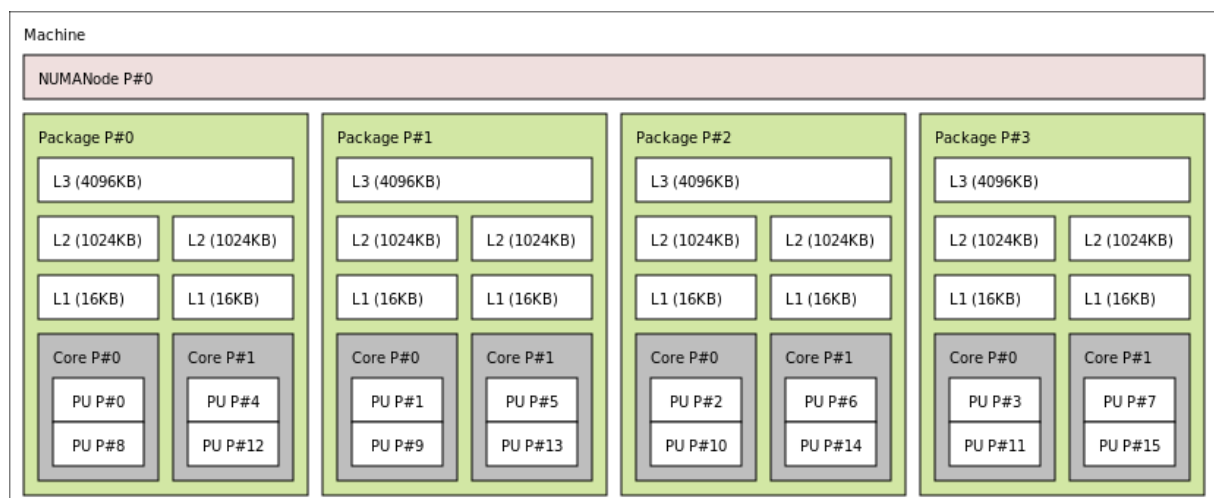 Machine
NUMANode P#0
Package P#0
L3 (4096KB)
L2 (1024KB) L2 (1024KB)
L1 (16KB) L1 (16KB)
Core P#0 Core P#1
PU P#0 PU P#4
PU P#8 PU P#12
Package P#1
L3 (4096KB)
L2 (1024KB) L2 (1024KB)
L1 (16KB) L1 (16KB)
Core P#0 Core P#1
PU P#1 PU P#5
PU P#9 PU P#13
Package P#2
L3 (4096KB)
L2 (1024KB) L2 (1024KB)
L1 (16KB) L1 (16KB)
Core P#0 Core P#1
PU P#2 PU P#6
PU P#10 PU P#14
Package P#3
L3 (4096KB)
L2 (1024KB) L2 (1024KB)
L1 (16KB) L1 (16KB)
Core P#0 Core P#1
PU P#3 PU P#7
PU P#11 PU P#15